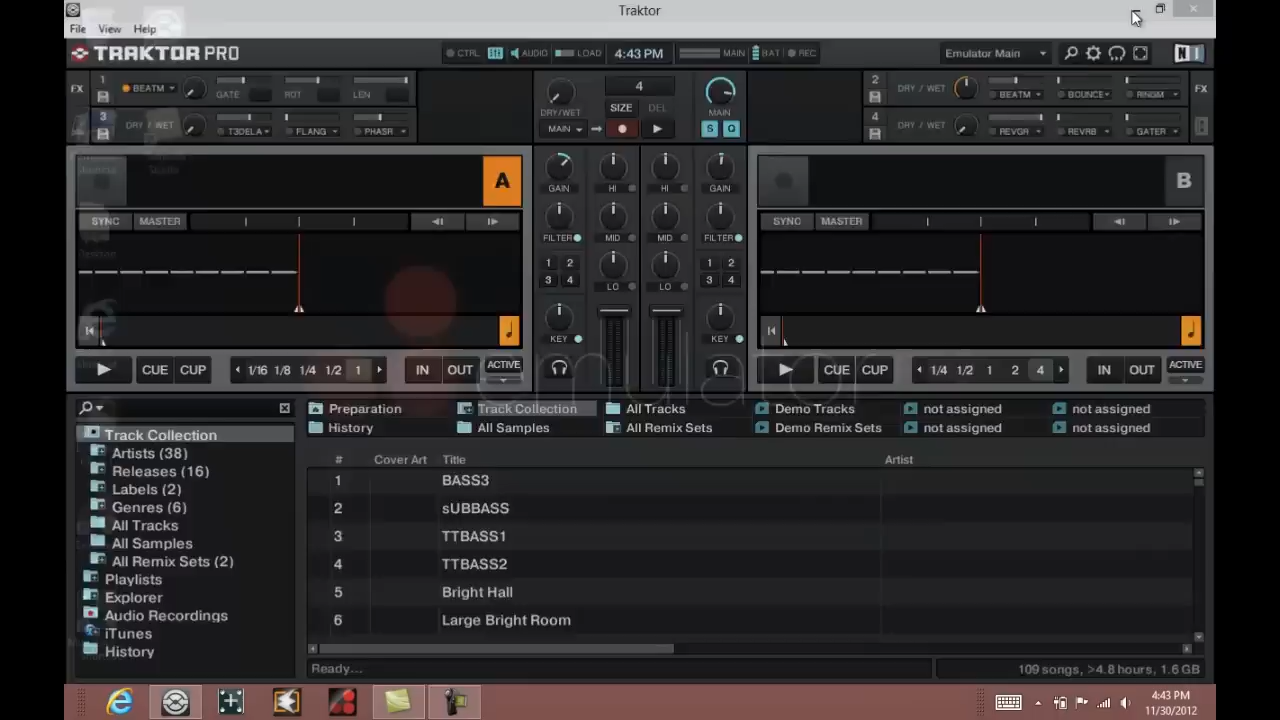 Traktor
File View Help
TRAKTOR PRO
CTRL AUDIO LOAD 4:43 PM MAIN BAT REC
Emulator Main
FX 1 BEATM GATE ROT LEN
3 DRY / WET T3DELA FLANG PHASR
DRY/WET 4 MAIN
SIZE DEL
MAIN S Q
2 DRY / WET BEATM BOUNCE RINGM FX
4 DRY / WET REVGR REVRB GATER
A
SYNC MASTER
CUE CUP 1/16 1/8 1/4 1/2 1 IN OUT ACTIVE
GAIN HI HI GAIN
FILTER MID MID FILTER
1 2 1 2
3 4 LO LO 3 4
KEY KEY
B
SYNC MASTER
CUE CUP 1/4 1/2 1 2 4 IN OUT ACTIVE
emulator
Track Collection
Artists (38)
Releases (16)
Labels (2)
Genres (6)
All Tracks
All Samples
All Remix Sets (2)
Playlists
Explorer
Audio Recordings
iTunes
History
Preparation Track Collection All Tracks Demo Tracks not assigned not assigned
History All Samples All Remix Sets Demo Remix Sets not assigned not assigned
# Cover Art Title Artist
1 BASS3
2 sUBBASS
3 TTBASS1
4 TTBASS2
5 Bright Hall
6 Large Bright Room
Ready...
109 songs, >4.8 hours, 1.6 GB
4:43 PM
11/30/2012